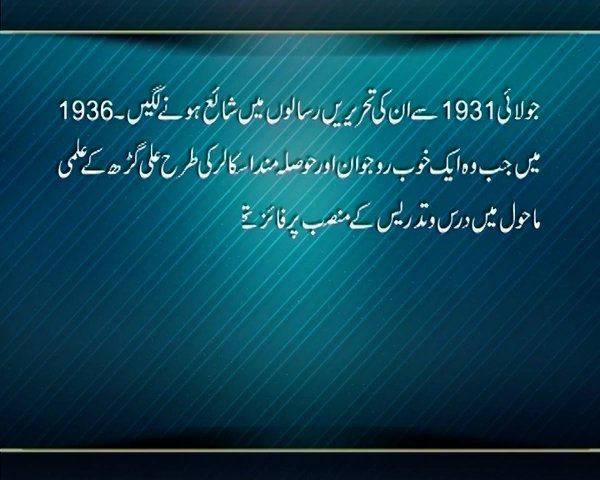 جولائی 1931 سے ان کی تحریریں رسالوں میں شائع ہونے لگیں۔ 1936
میں جب وہ ایک خوب رو جوان اور حوصلہ مند اسکالر کی طرح علی گڑھ کے علمی
ماحول میں درس و تدریس کے منصب پر فائز تھے